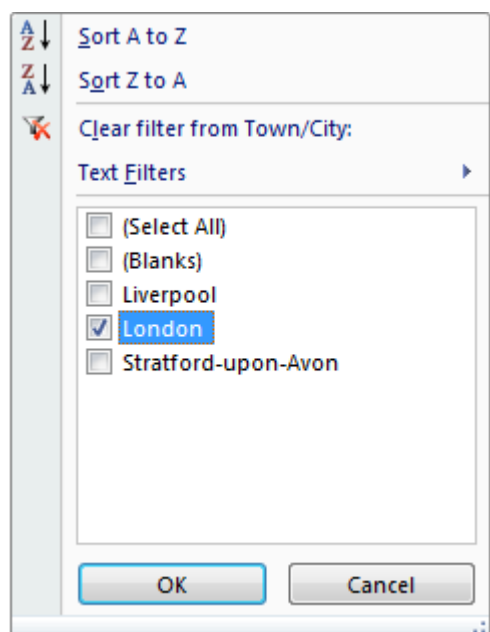 A Z
Sort A to Z
Z A
Sort Z to A
Clear filter from Town/City:
Text Filters
(Select All)
(Blanks)
Liverpool
London
Stratford-upon-Avon
OK
Cancel